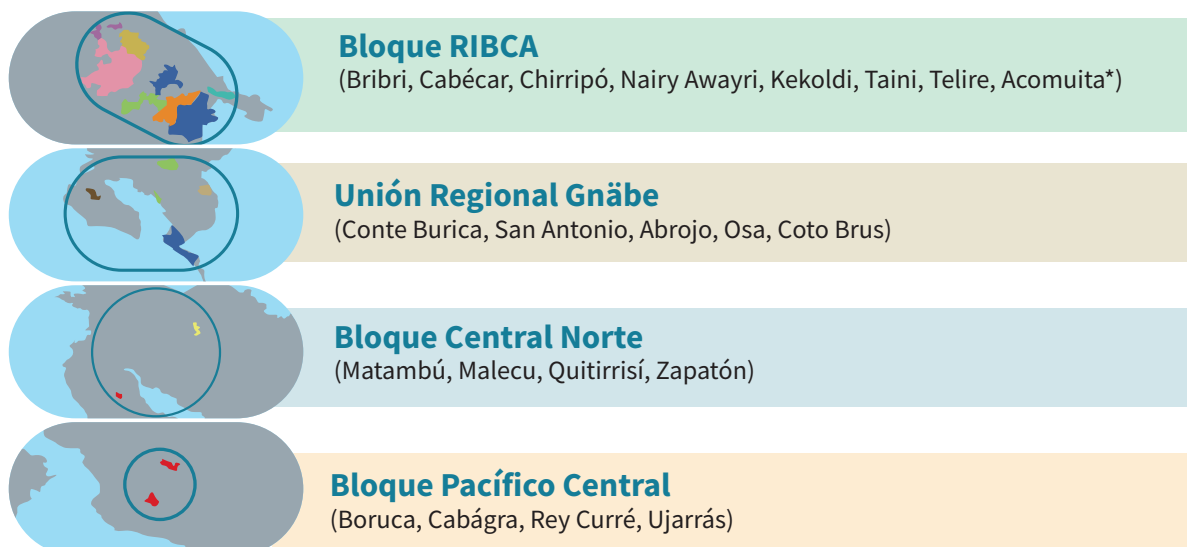 Bloque RIBCA
(Bribri, Cabécar, Chirripó, Nairy Awayri, Kekoldi, Taini, Telire, Acomuita*)
Unión Regional Gnäbe
(Conte Burica, San Antonio, Abrojo, Osa, Coto Brus)
Bloque Central Norte
(Matambú, Malecu, Quitirrisí, Zapatón)
Bloque Pacífico Central
(Boruca, Cabágra, Rey Curré, Ujarrás)